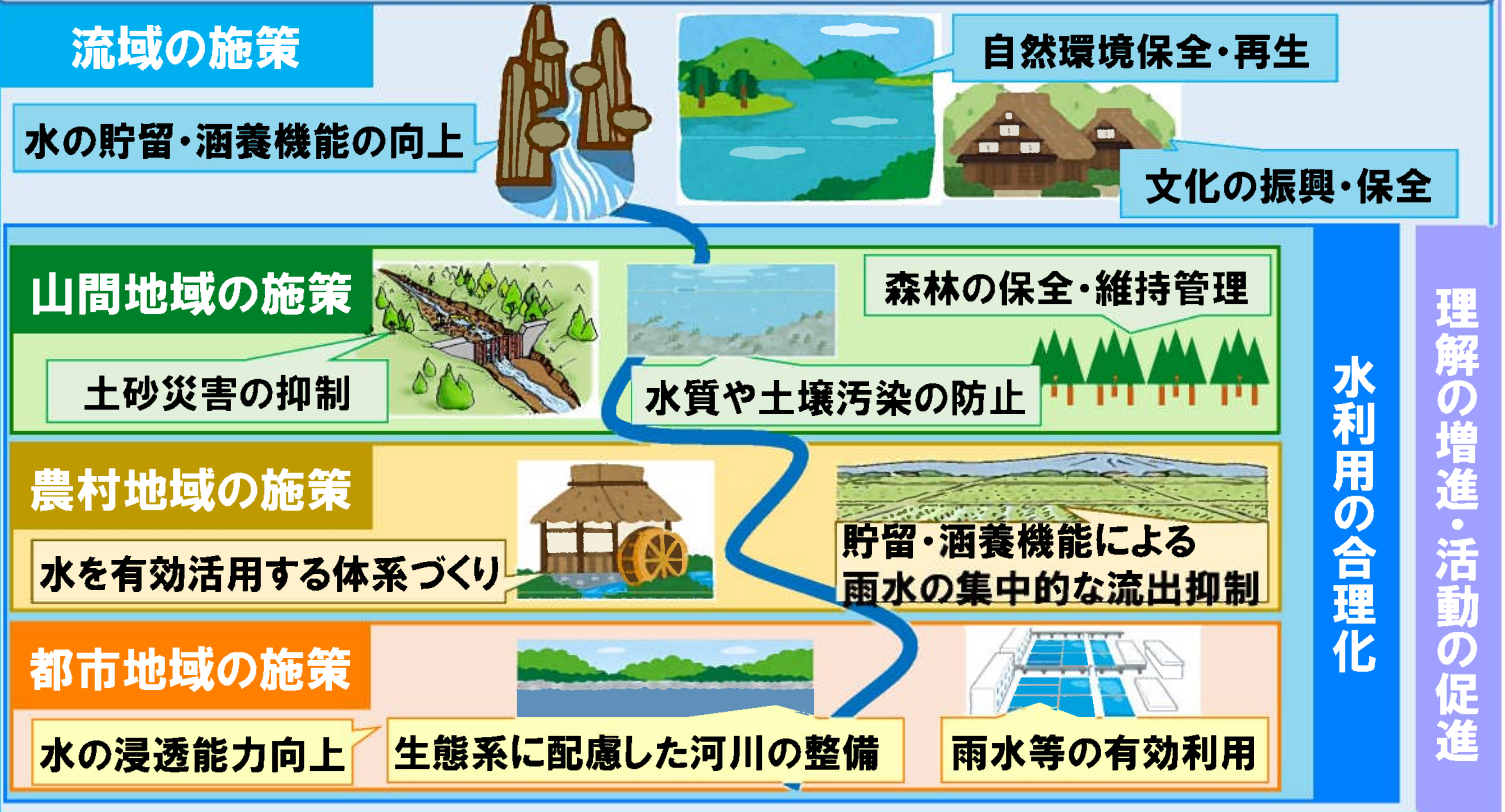 流域の施策
自然環境保全・再生
水の貯留・涵養機能の向上
文化の振興・保全
山間地域の施策
森林の保全・維持管理
土砂災害の抑制
水質や土壌汚染の防止
農村地域の施策
水を有効活用する体系づくり
貯留・涵養機能による
雨水の集中的な流出抑制
都市地域の施策
水の浸透能力向上
生態系に配慮した河川の整備
雨水等の有効利用
水利用の合理化
理解の増進・活動の促進